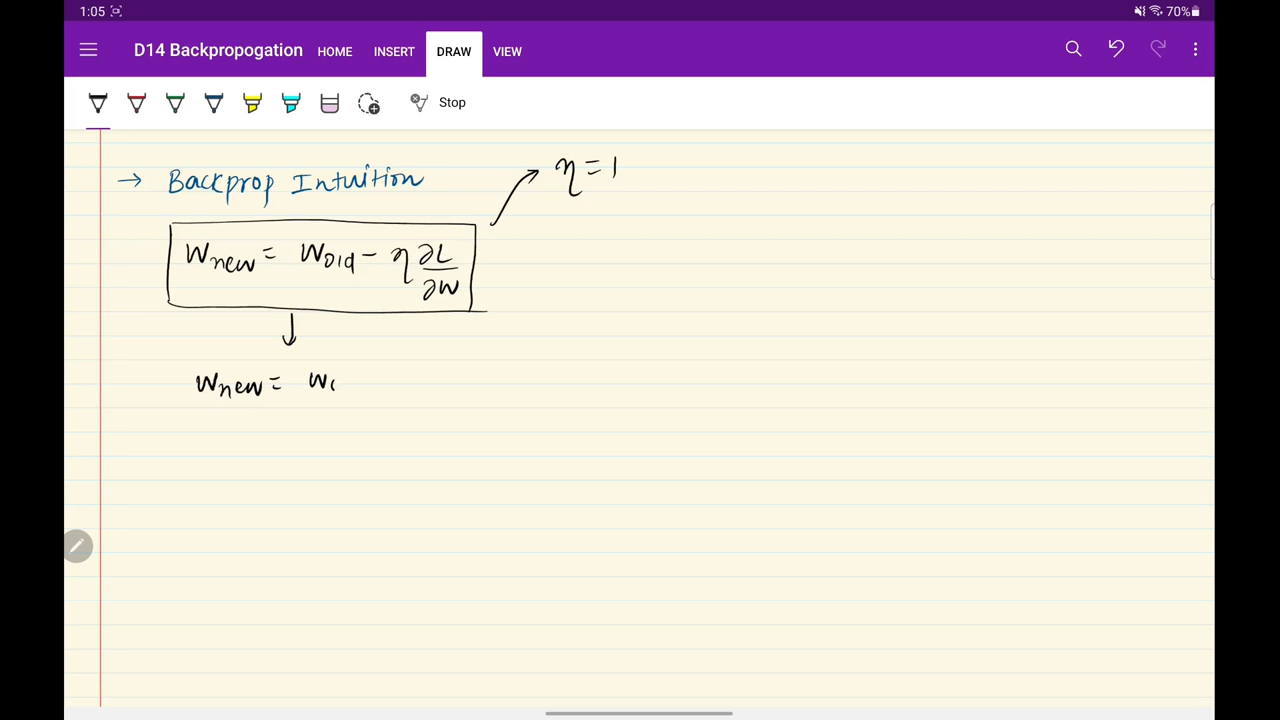 1:05 70%
D14 Backpropogation HOME INSERT DRAW VIEW
Stop
→ Backprop Intuition
η = 1
Wnew = Wold - η ∂L/∂W
Wnew = W